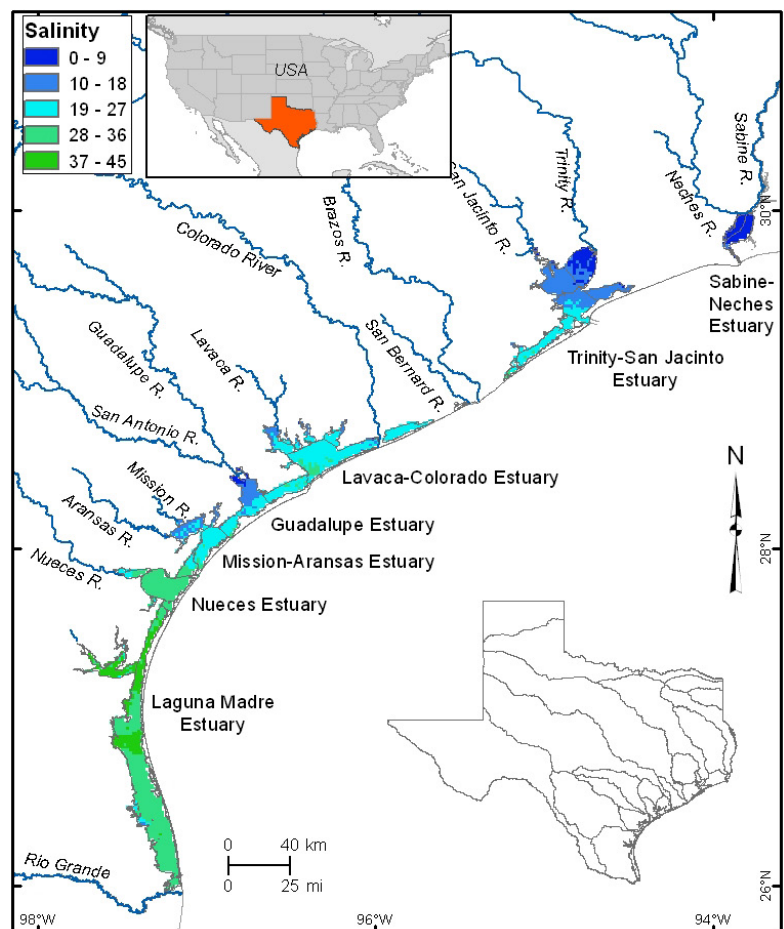 Salinity
0 - 9
10 - 18
19 - 27
28 - 36
37 - 45
USA
Sabine R.
Neches R.
Trinity R.
San Jacinto R.
Brazos R.
Colorado River
San Bernard R.
Lavaca R.
Guadalupe R.
San Antonio R.
Mission R.
Aransas R.
Nueces R.
Rio Grande
Sabine-
Neches
Estuary
Trinity-San Jacinto
Estuary
Lavaca-Colorado Estuary
Guadalupe Estuary
Mission-Aransas Estuary
Nueces Estuary
Laguna Madre
Estuary
N
0 40 km
0 25 mi
30°N
28°N
26°N
98°W
96°W
94°W